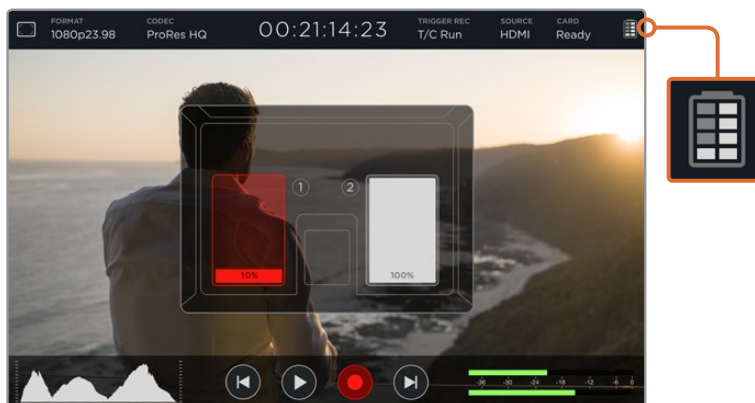 FORMAT
1080p23.98
CODEC
ProRes HQ
00:21:14:23
TRIGGER REC
T/C Run
SOURCE
HDMI
CARD
Ready
1
2
10%
100%
-36 -30 -24 -18 -12 -6 0